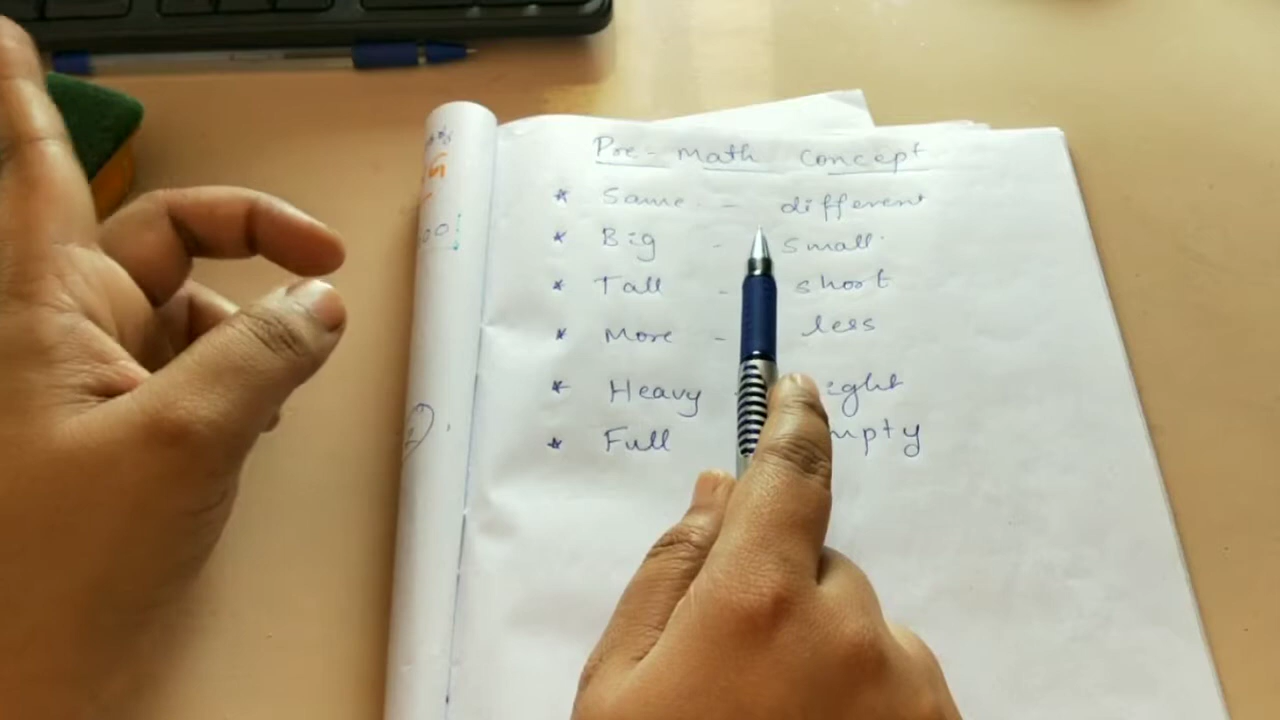 Pre-Math Concept
* Same - different
* Big - Small
* Tall - short
* More - less
* Heavy
* Full